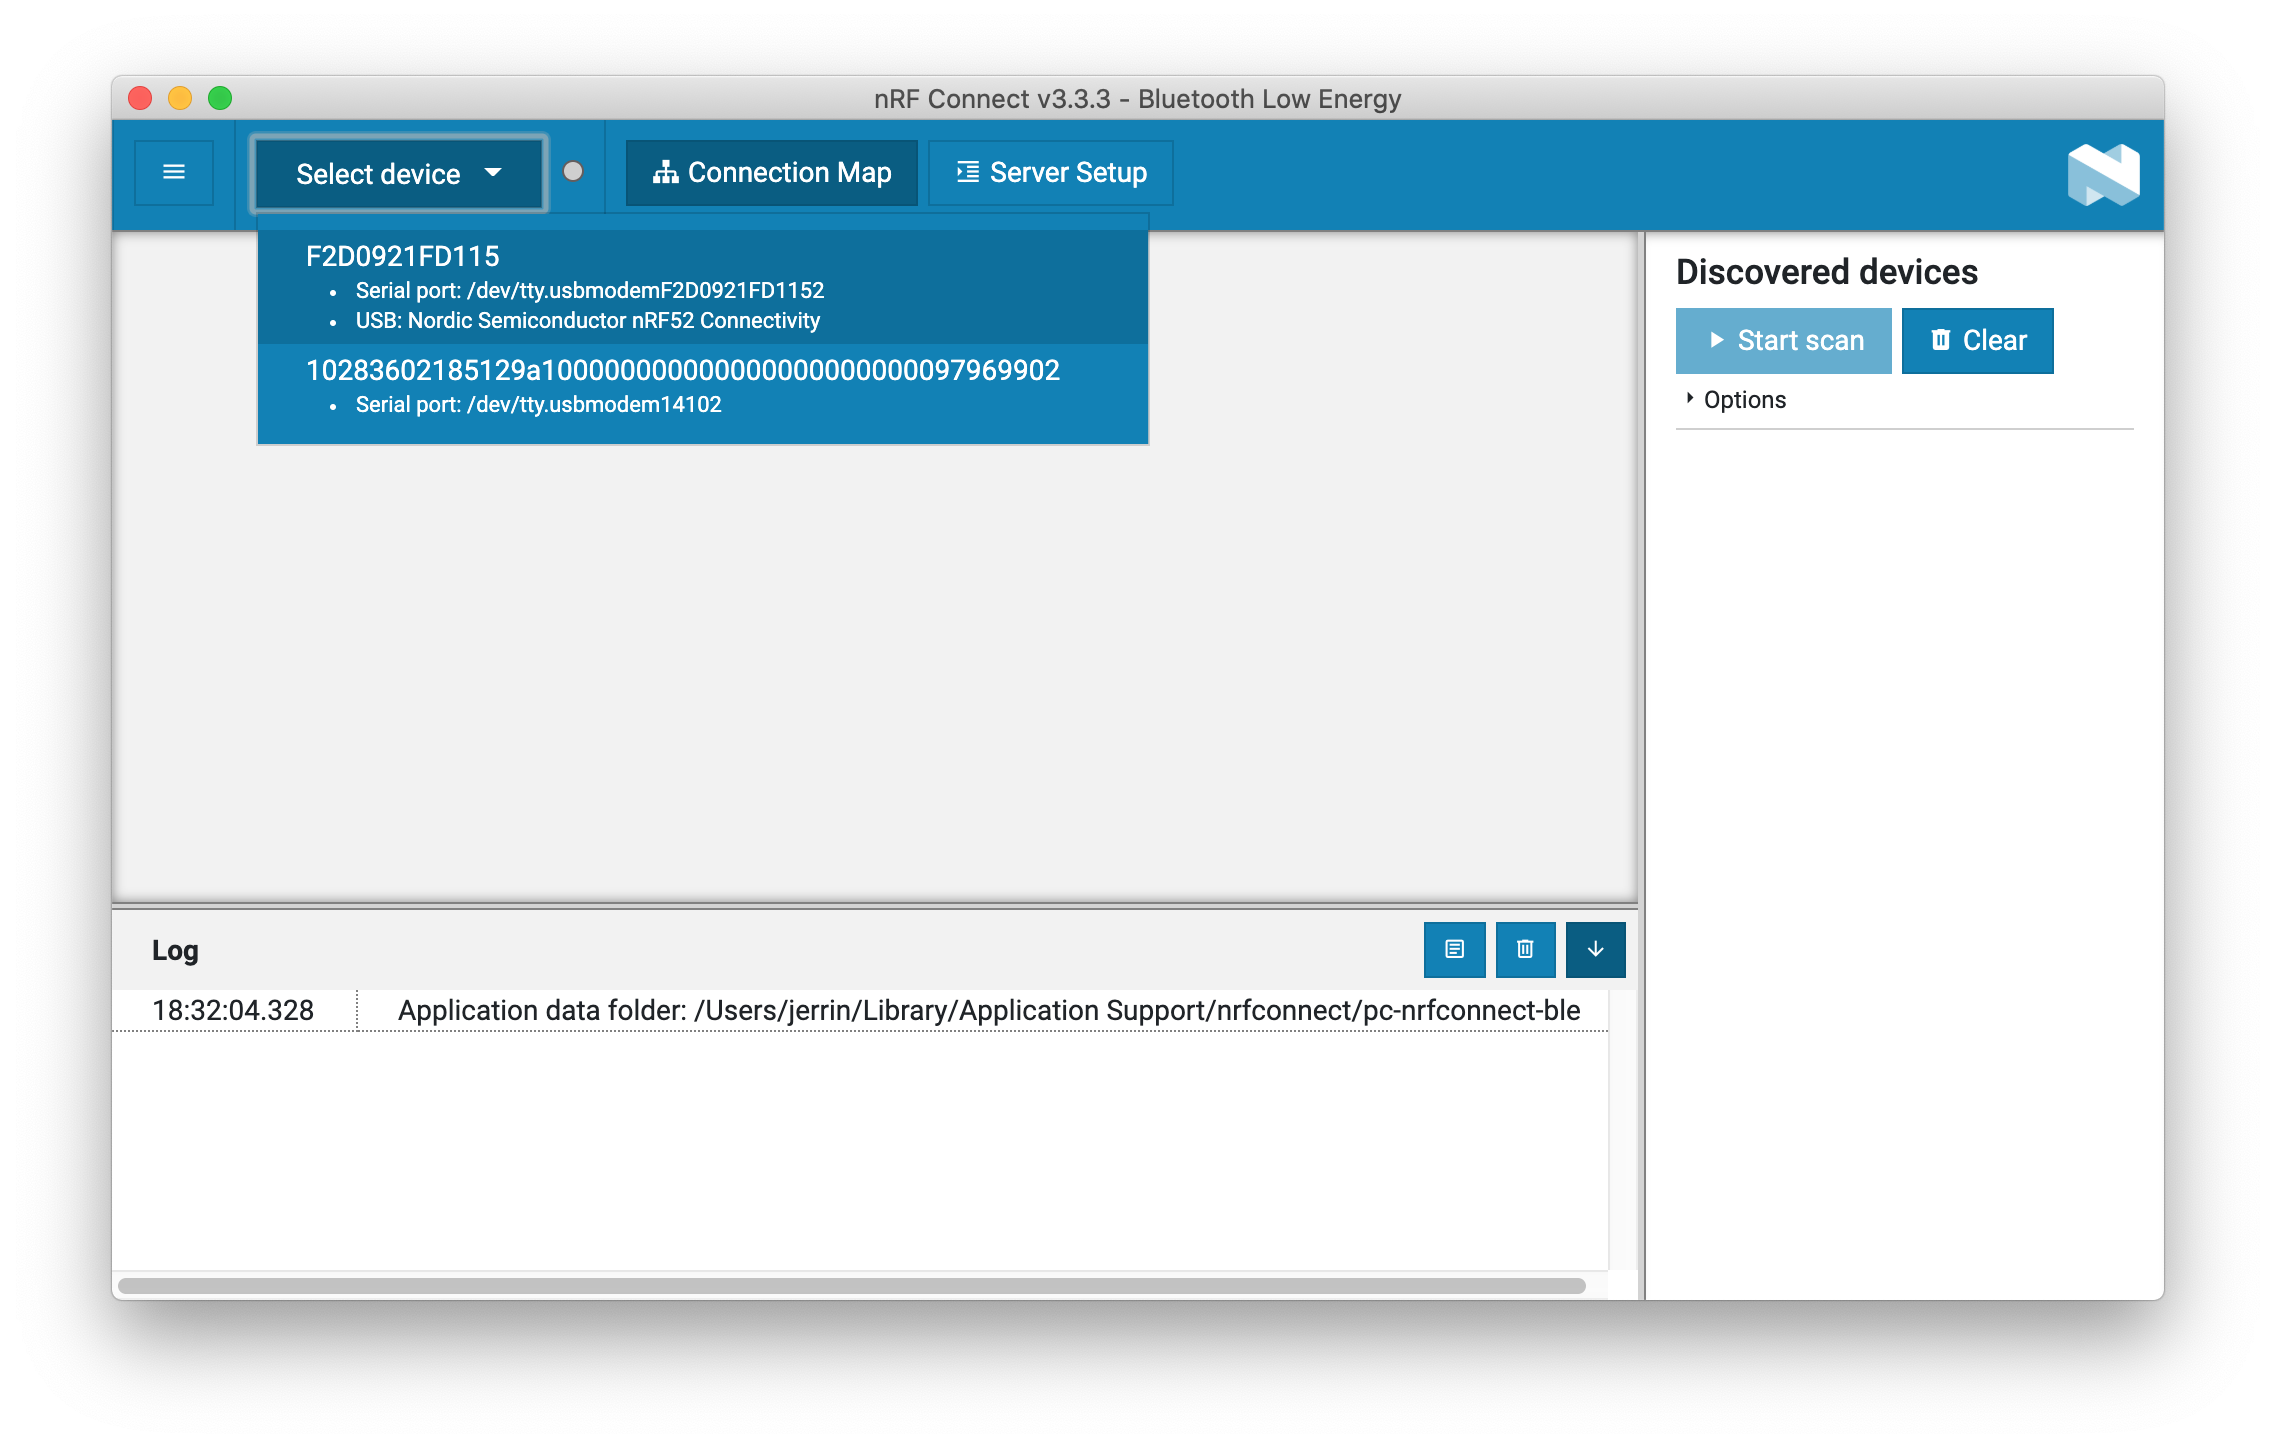 nRF Connect v3.3.3 - Bluetooth Low Energy
Select device
Connection Map
Server Setup
F2D0921FD115
• Serial port: /dev/tty.usbmodemF2D0921FD1152
• USB: Nordic Semiconductor nRF52 Connectivity
10283602185129a10000000000000000000000097969902
• Serial port: /dev/tty.usbmodem14102
Discovered devices
Start scan
Clear
Options
Log
18:32:04.328 Application data folder: /Users/jerrin/Library/Application Support/nrfconnect/pc-nrfconnect-ble